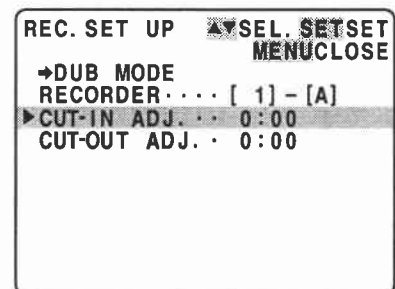 REC. SET UP ▲▼SEL. SETSET
MENUCLOSE
➔DUB MODE
RECORDER···· [ 1] – [A]
▶CUT-IN ADJ. ·· 0:00
CUT-OUT ADJ. · 0:00